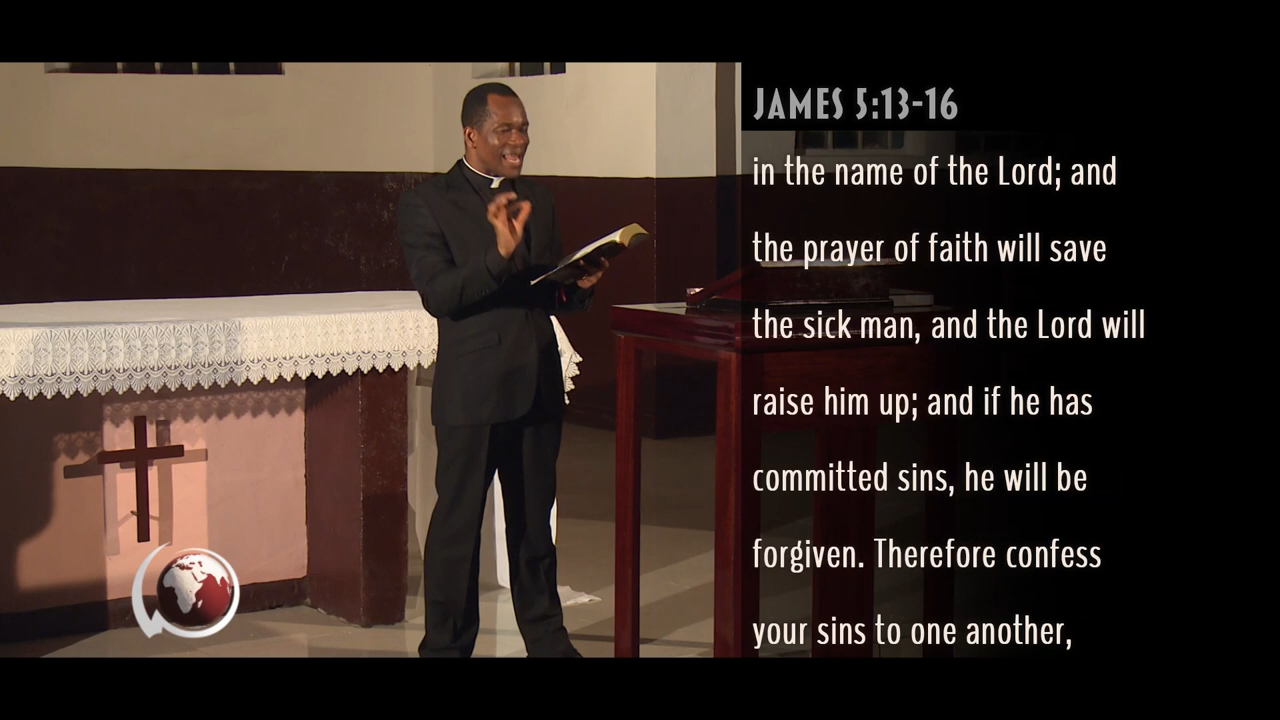 JAMES 5:13-16
in the name of the Lord; and
the prayer of faith will save
the sick man, and the Lord will
raise him up; and if he has
committed sins, he will be
forgiven. Therefore confess
your sins to one another,